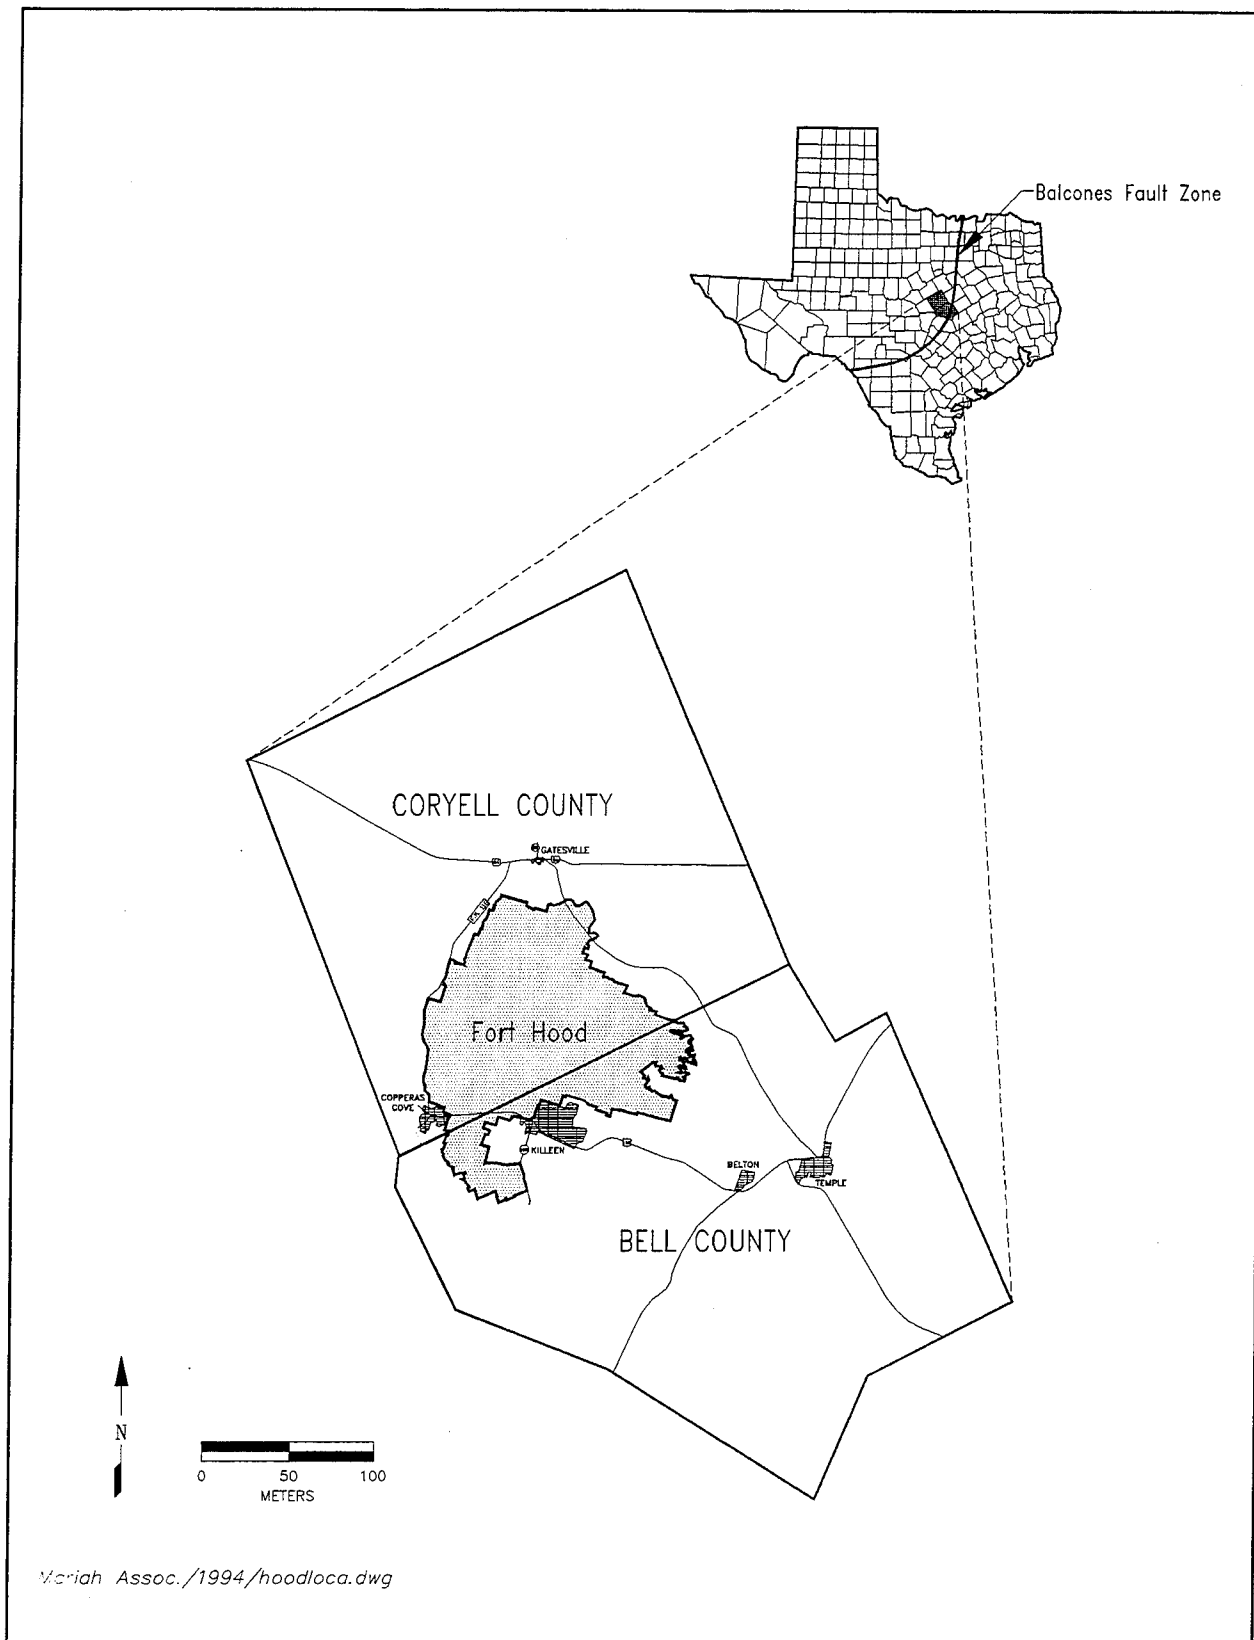 Balcones Fault Zone
CORYELL COUNTY
GATESVILLE
Fort Hood
COPPERAS
COVE
KILLEEN
BELTON
TEMPLE
BELL COUNTY
N
0 50 100
METERS
Mariah Assoc./1994/hoodloca.dwg